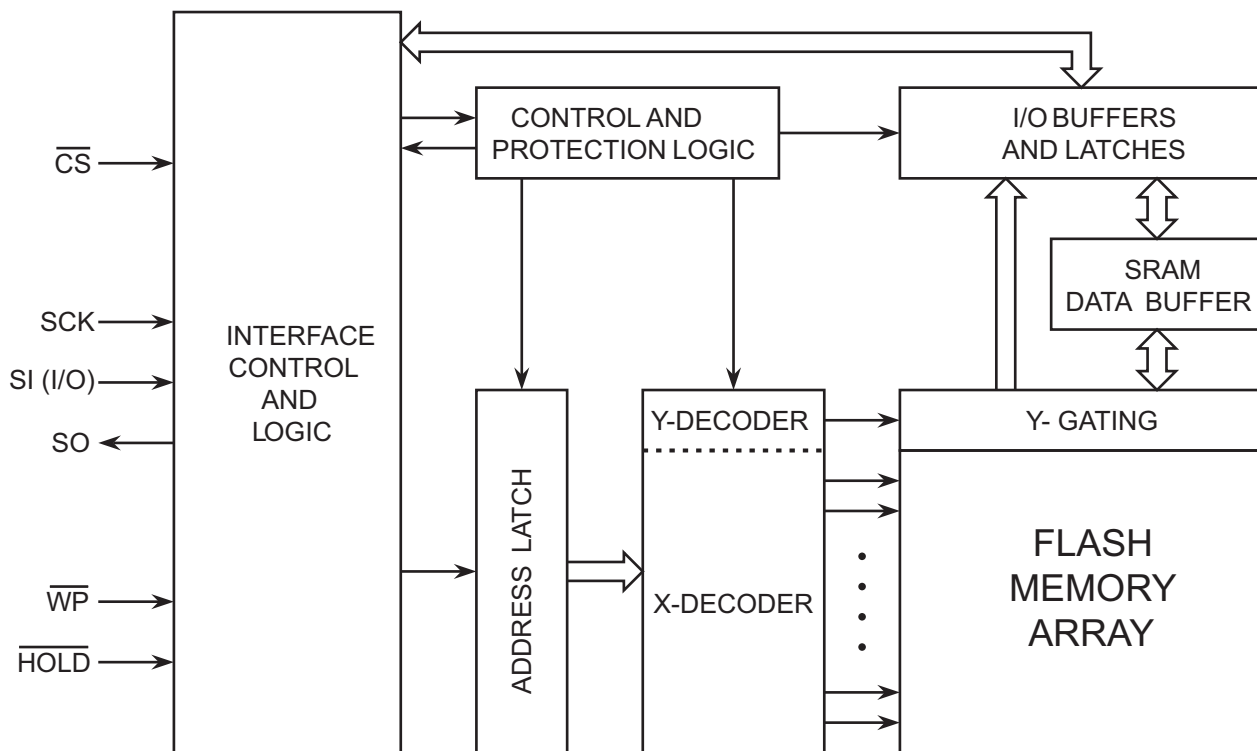 CONTROL AND
PROTECTION LOGIC
I/O BUFFERS
AND LATCHES
CS
SRAM
DATA BUFFER
SCK
SI (I/O)
SO
INTERFACE
CONTROL
AND
LOGIC
Y-DECODER
Y- GATING
ADDRESS LATCH
X-DECODER
FLASH
MEMORY
ARRAY
WP
HOLD